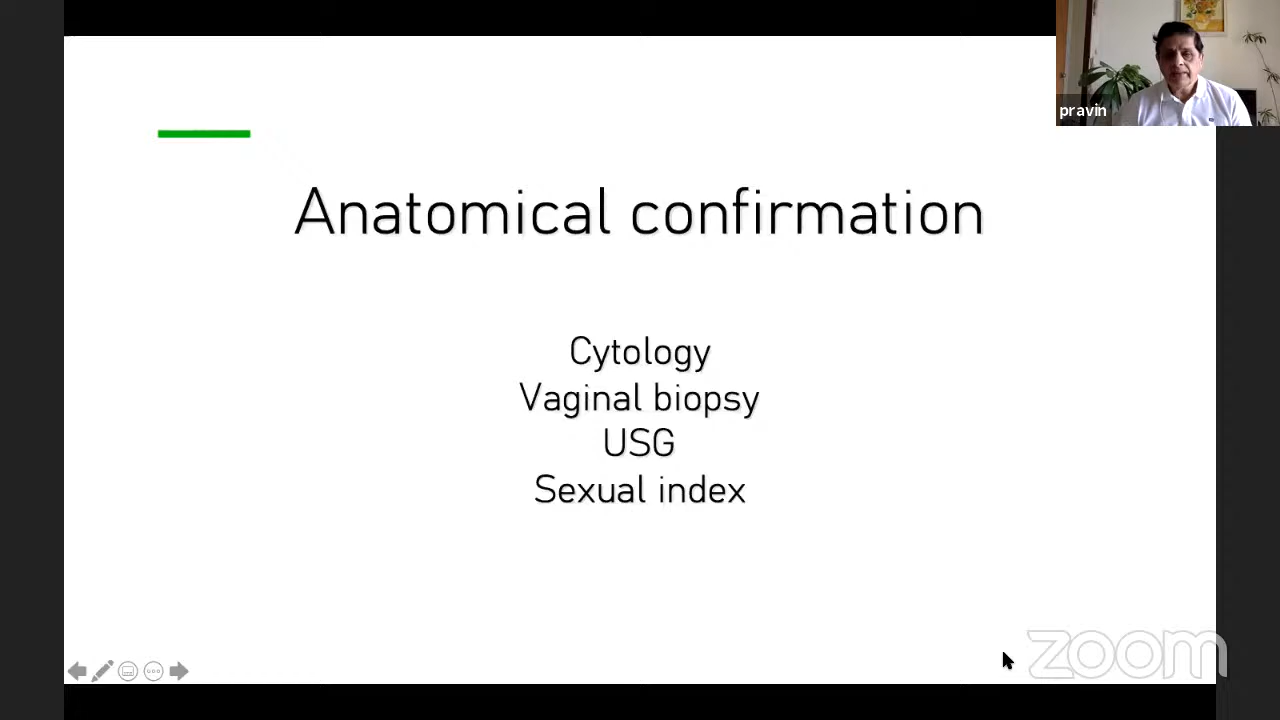 pravin
Anatomical confirmation
Cytology
Vaginal biopsy
USG
Sexual index
zoom